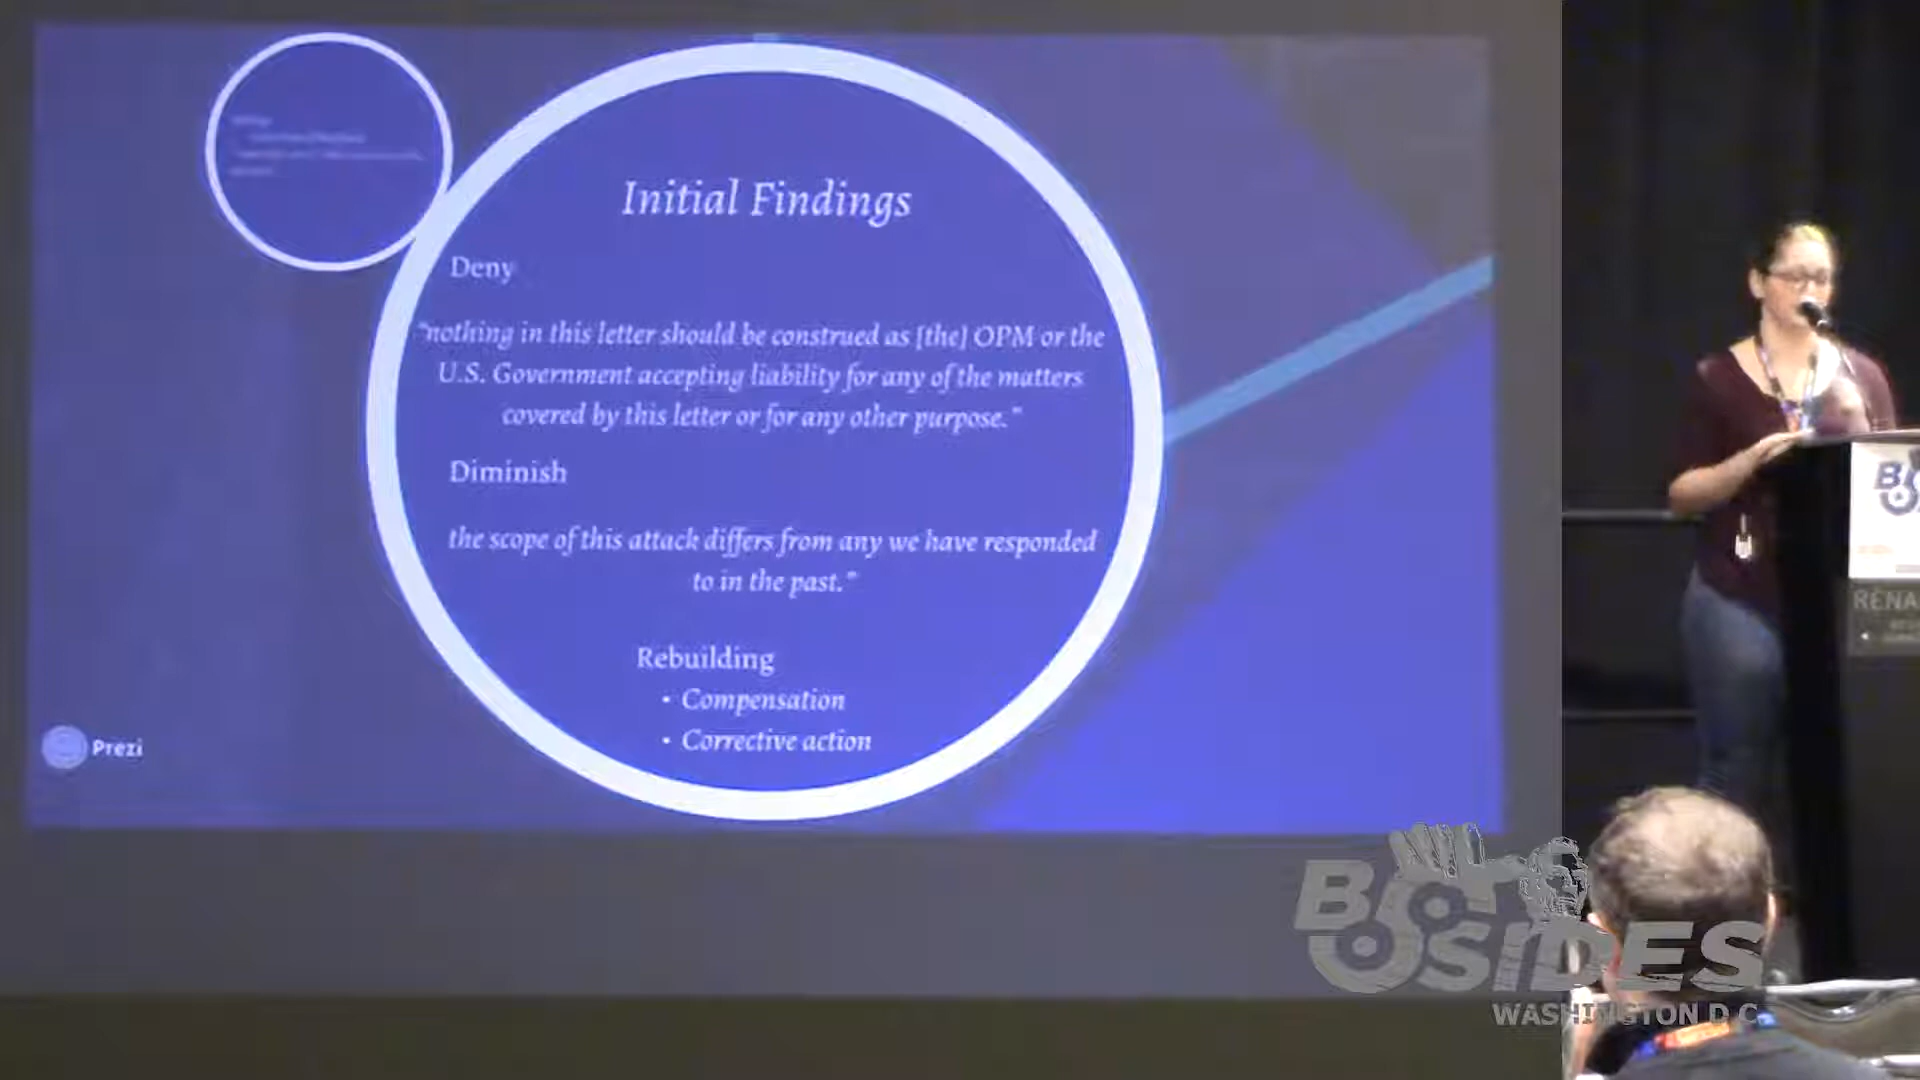 Initial Findings
Deny
"nothing in this letter should be construed as [the] OPM or the
U.S. Government accepting liability for any of the matters
covered by this letter or for any other purpose."
Diminish
the scope of this attack differs from any we have responded
to in the past."
Rebuilding
• Compensation
• Corrective action
Prezi
RENA
BSIDES
WASHINGTON D.C.